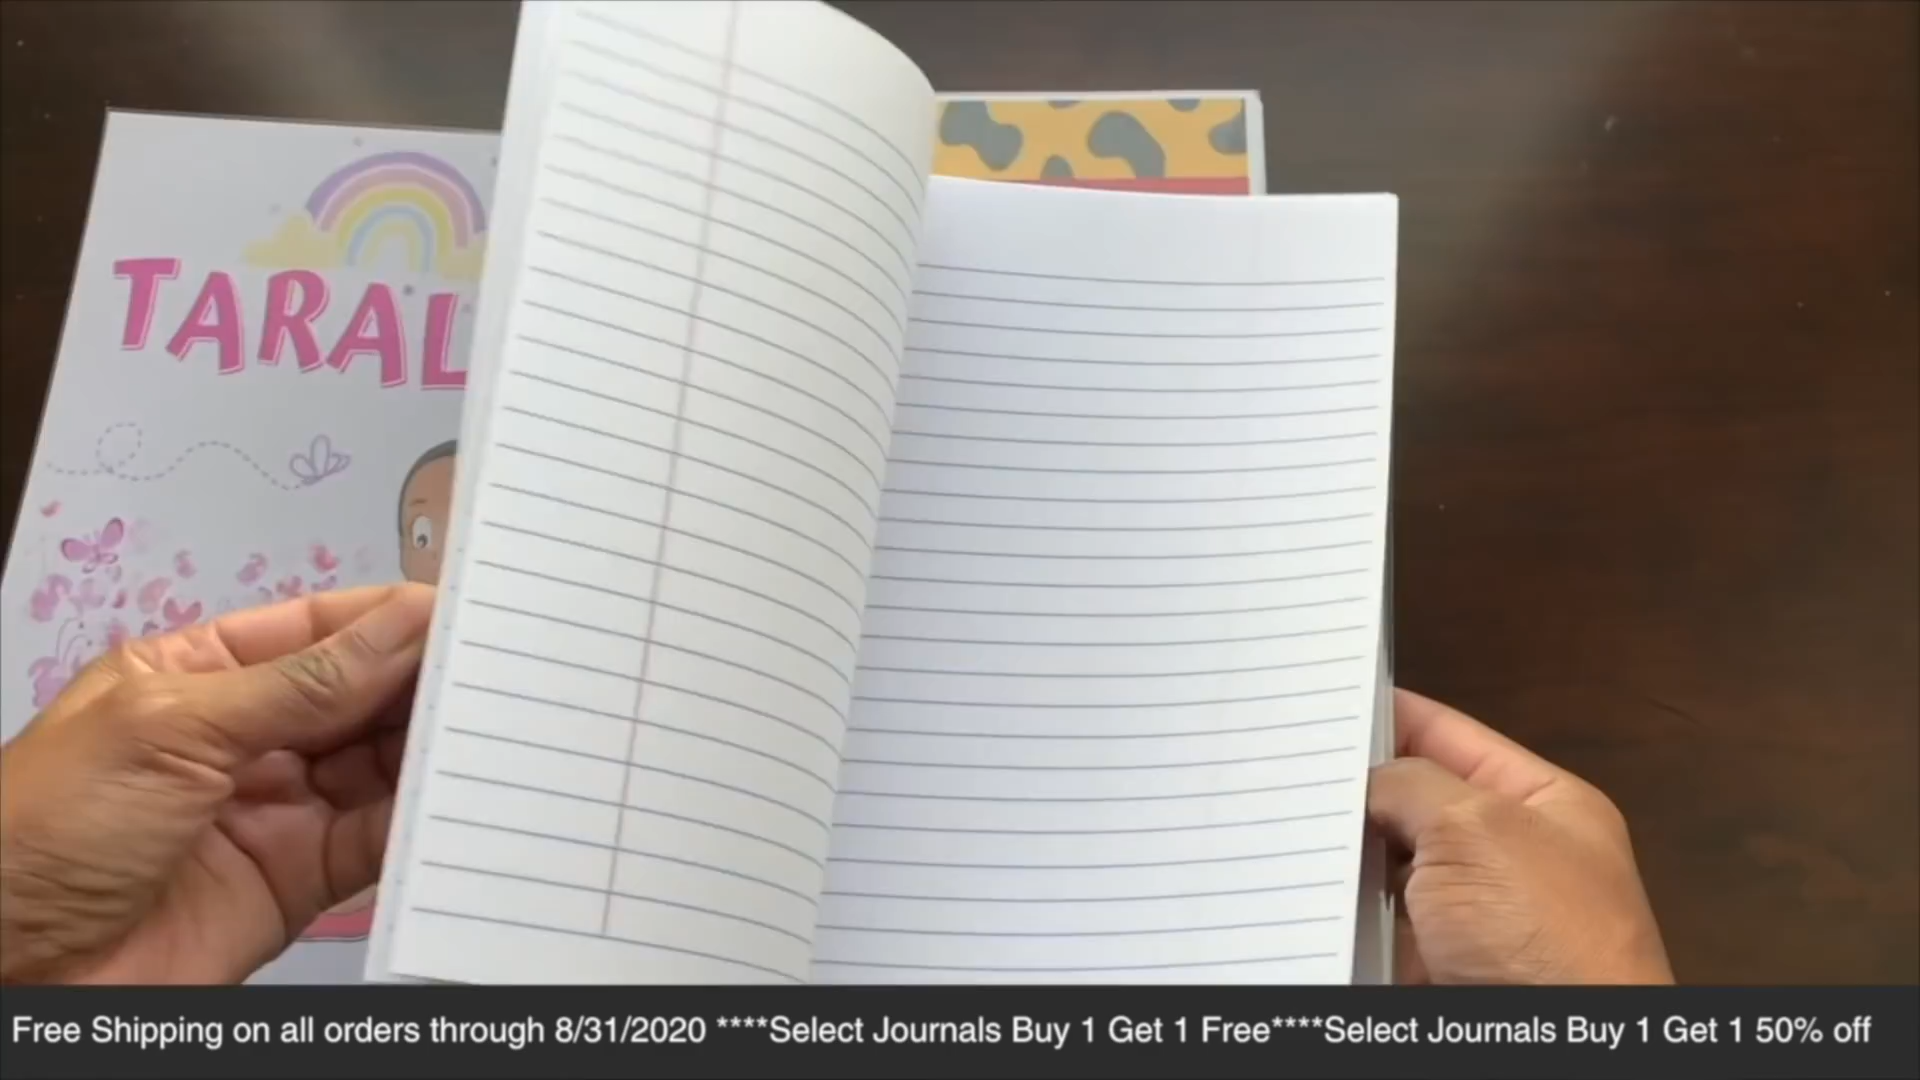 TARAL
Free Shipping on all orders through 8/31/2020 ****Select Journals Buy 1 Get 1 Free****Select Journals Buy 1 Get 1 50% off